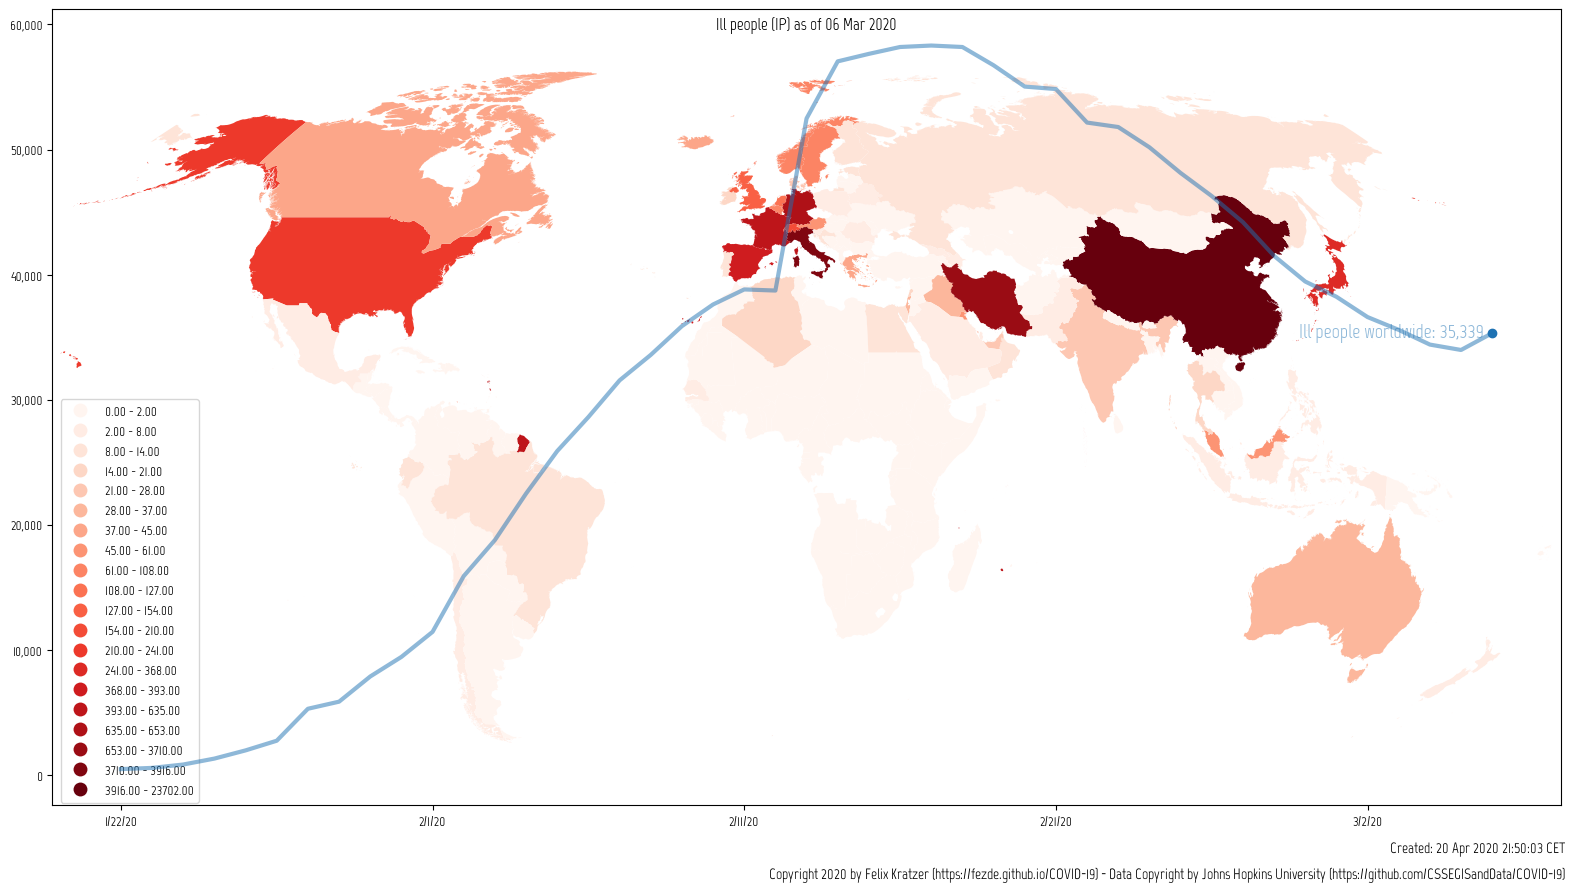 Ill people (IP) as of 06 Mar 2020
60,000
50,000
40,000
30,000
20,000
10,000
0
Ill people worldwide: 35,339
0.00 - 2.00
2.00 - 8.00
8.00 - 14.00
14.00 - 21.00
21.00 - 28.00
28.00 - 37.00
37.00 - 45.00
45.00 - 61.00
61.00 - 108.00
108.00 - 127.00
127.00 - 154.00
154.00 - 210.00
210.00 - 241.00
241.00 - 368.00
368.00 - 393.00
393.00 - 635.00
635.00 - 653.00
653.00 - 3710.00
3710.00 - 3916.00
3916.00 - 23702.00
1/22/20 2/1/20 2/11/20 2/21/20 3/2/20
Created: 20 Apr 2020 21:50:03 CET
Copyright 2020 by Felix Kratzer (https://fezde.github.io/COVID-19) - Data Copyright by Johns Hopkins University (https://github.com/CSSEGISandData/COVID-19)